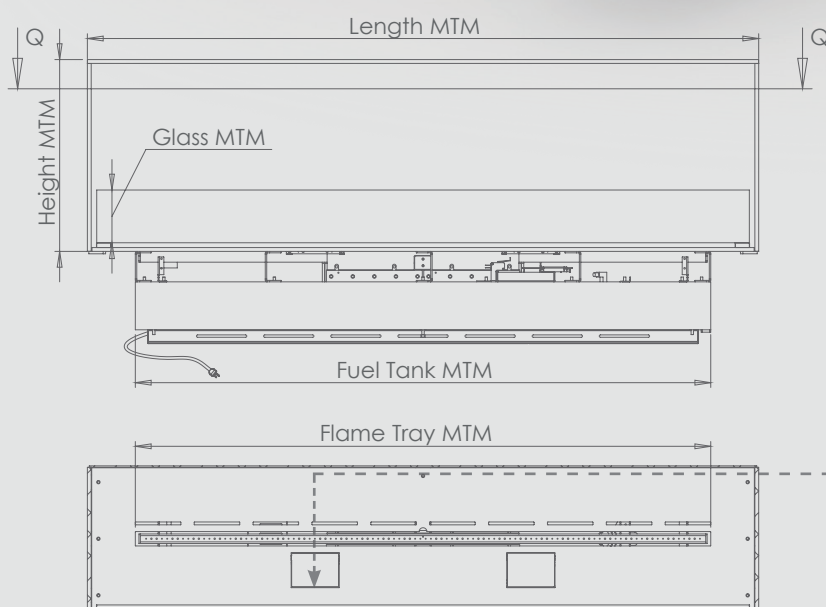 Length MTM
Q
Q
Height MTM
Glass MTM
Fuel Tank MTM
Flame Tray MTM